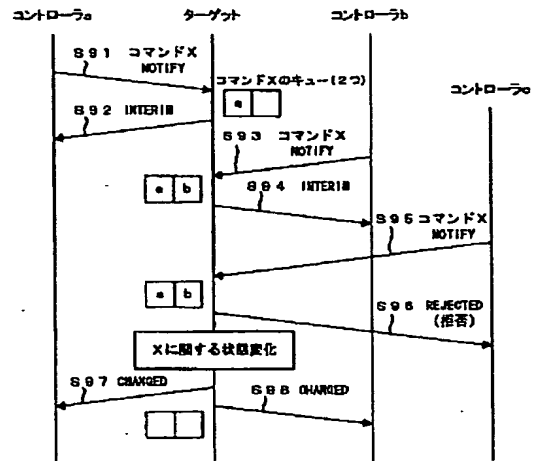 コントローラa
ターゲット
コントローラb
コントローラc
S91 コマンドX
NOTIFY
コマンドXのキュー(2つ)
a
S92 INTERIM
S93 コマンドX
NOTIFY
a b
S94 INTERIM
S95 コマンドX
NOTIFY
a b
S96 REJECTED
(拒否)
Xに関する状態変化
S97 CHANGED
S98 CHANGED